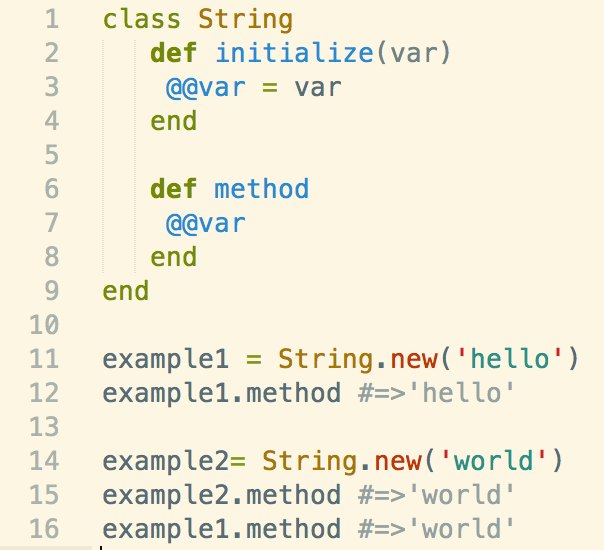 1 class String
2 def initialize(var)
3 @@var = var
4 end
5
6 def method
7 @@var
8 end
9 end
10
11 example1 = String.new('hello')
12 example1.method #=>'hello'
13
14 example2= String.new('world')
15 example2.method #=>'world'
16 example1.method #=>'world'